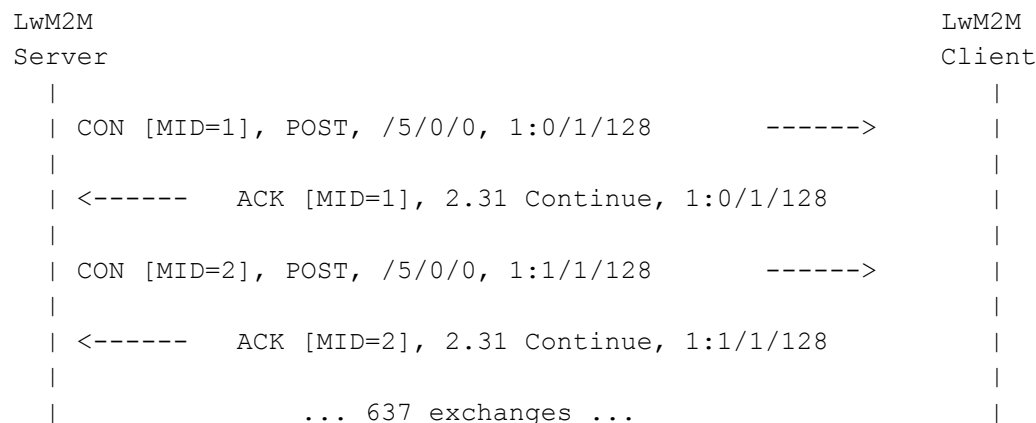 LwM2M                                                  LwM2M
Server                                                 Client
  |                                                      |
  | CON [MID=1], POST, /5/0/0, 1:0/1/128       ------>   |
  |                                                      |
  | <------   ACK [MID=1], 2.31 Continue, 1:0/1/128      |
  |                                                      |
  | CON [MID=2], POST, /5/0/0, 1:1/1/128       ------>   |
  |                                                      |
  | <------   ACK [MID=2], 2.31 Continue, 1:1/1/128      |
  |                                                      |
  |              ... 637 exchanges ...                   |